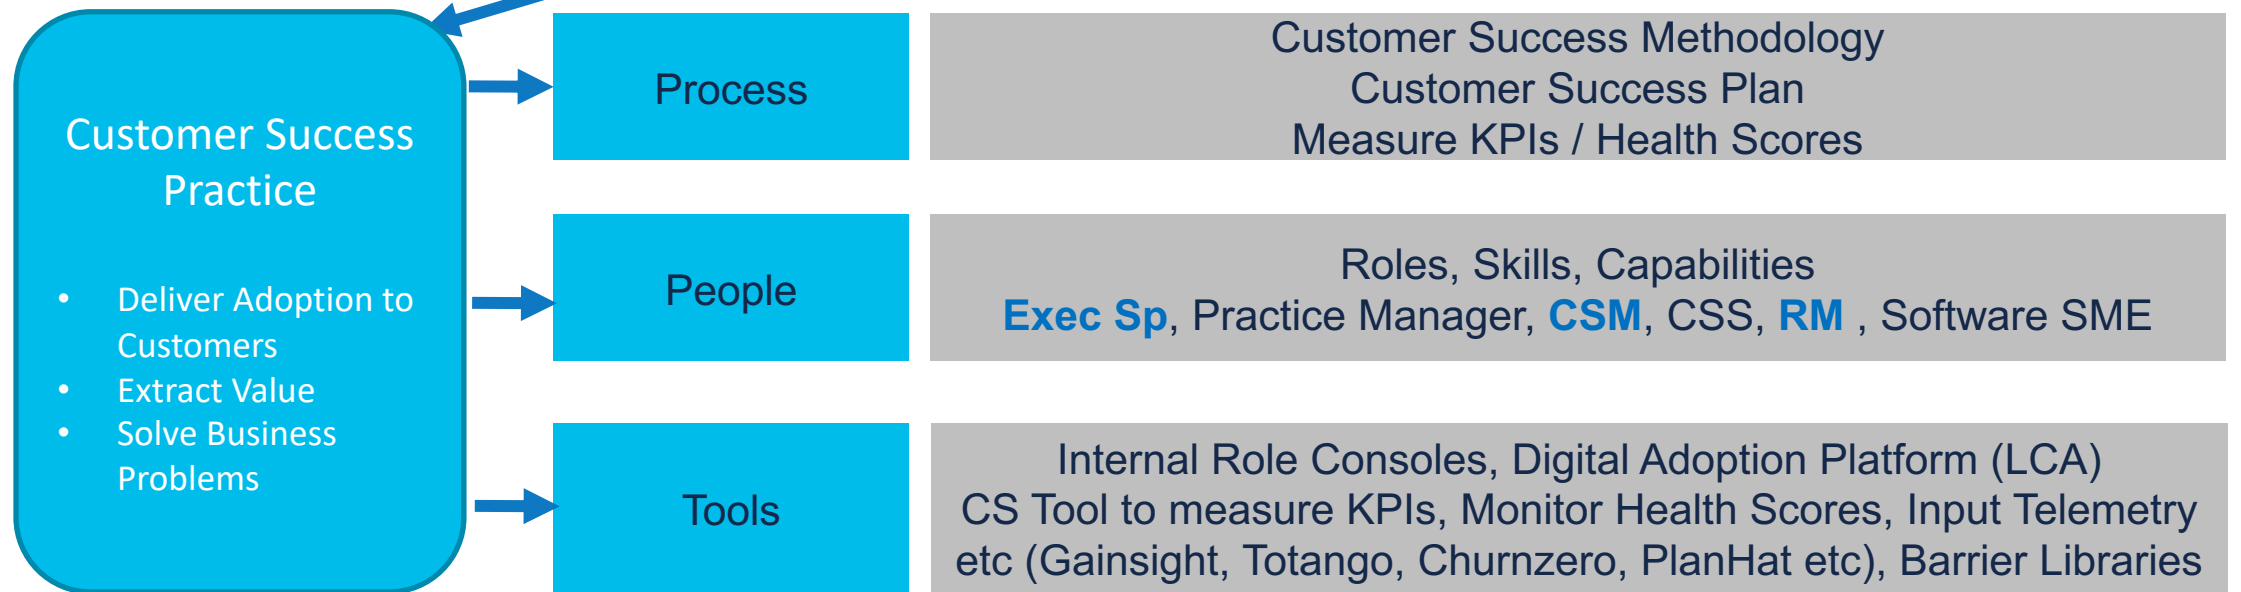 Customer Success
Practice
• Deliver Adoption to
Customers
• Extract Value
• Solve Business
Problems
Process
Customer Success Methodology
Customer Success Plan
Measure KPIs / Health Scores
People
Roles, Skills, Capabilities
Exec Sp, Practice Manager, CSM, CSS, RM , Software SME
Tools
Internal Role Consoles, Digital Adoption Platform (LCA)
CS Tool to measure KPIs, Monitor Health Scores, Input Telemetry
etc (Gainsight, Totango, Churnzero, PlanHat etc), Barrier Libraries